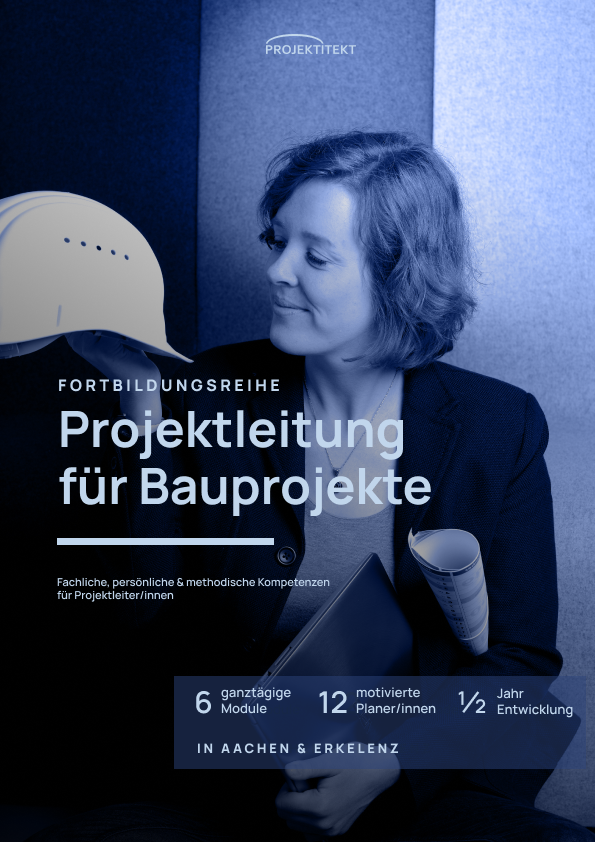 PROJEKTITEKT
FORTBILDUNGSREIHE
Projektleitung
für Bauprojekte
Fachliche, persönliche & methodische Kompetenzen
für Projektleiter/innen
6 ganztägige Module
12 motivierte Planer/innen
½ Jahr Entwicklung
IN AACHEN & ERKELENZ